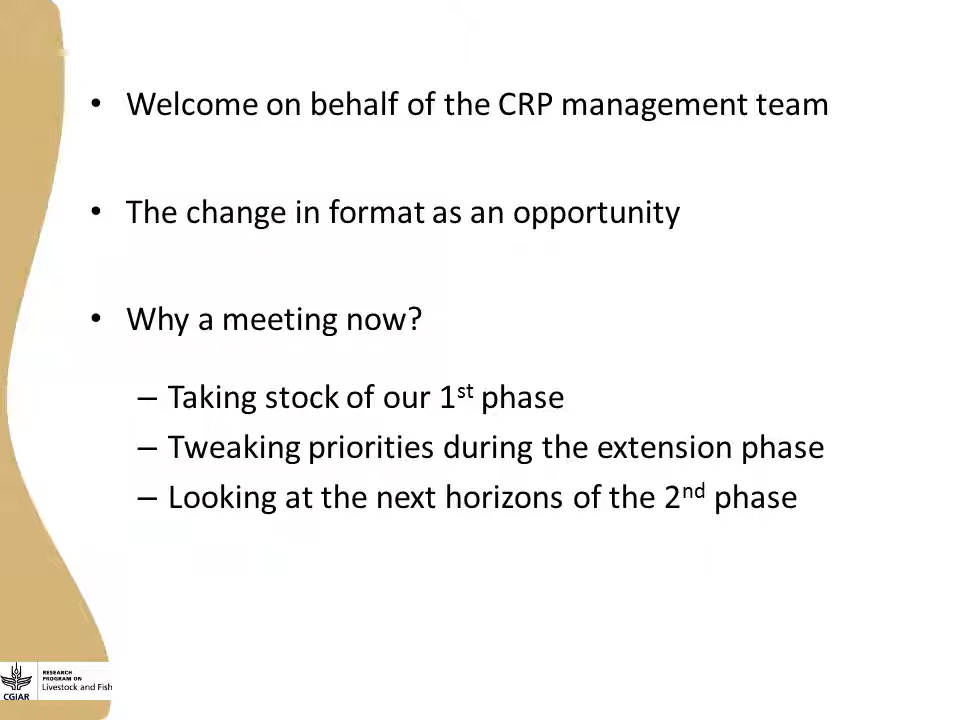 • Welcome on behalf of the CRP management team
• The change in format as an opportunity
• Why a meeting now?
– Taking stock of our 1st phase
– Tweaking priorities during the extension phase
– Looking at the next horizons of the 2nd phase
CGIAR
RESEARCH
PROGRAM ON
Livestock and Fish